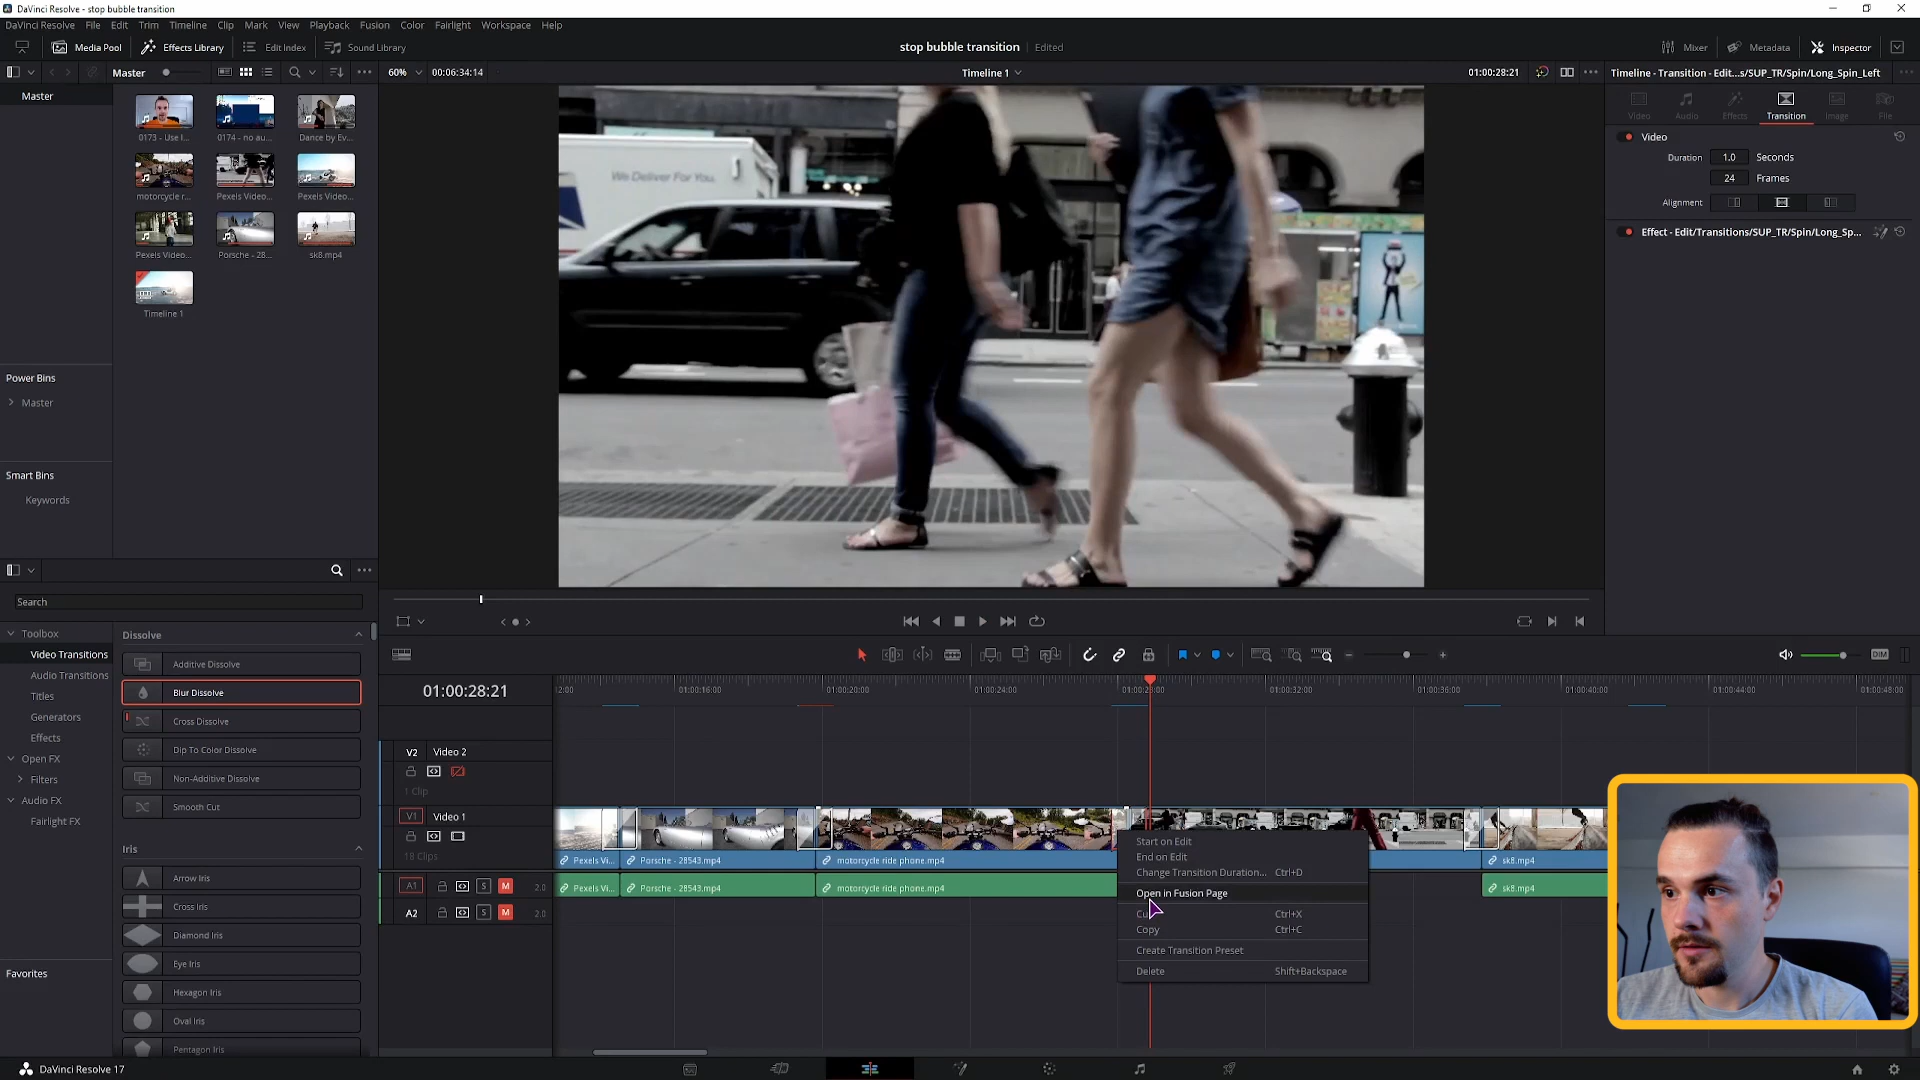 DaVinci Resolve - stop bubble transition
DaVinci Resolve File Edit Trim Timeline Clip Mark View Playback Fusion Color Fairlight Workspace Help
Media Pool Effects Library Edit Index Sound Library
stop bubble transition Edited
Mixer Metadata Inspector
Master
60% 00:06:34:14
Timeline 1
01:00:28:21
Timeline - Transition - Edit...s/SUP_TR/Spin/Long_Spin_Left
Master
Video Audio Effects Transition Image File
0173 - Use I...
0174 - no au...
Dance by Ev...
motorcycle r...
Pexels Video...
Pexels Video...
Pexels Video...
Porsche - 28...
sk8.mp4
Timeline 1
Video
Duration 1.0 Seconds
24 Frames
Alignment
Effect - Edit/Transitions/SUP_TR/Spin/Long_Sp...
We Deliver For You.
Power Bins
Master
Smart Bins
Keywords
Search
Toolbox
Video Transitions
Audio Transitions
Titles
Generators
Effects
Open FX
Filters
Audio FX
Fairlight FX
Favorites
Dissolve
Additive Dissolve
Blur Dissolve
Cross Dissolve
Dip To Color Dissolve
Non-Additive Dissolve
Smooth Cut
Iris
Arrow Iris
Cross Iris
Diamond Iris
Eye Iris
Hexagon Iris
Oval Iris
Pentagon Iris
DIM
01:00:28:21
12:00 01:00:16:00 01:00:20:00 01:00:24:00 01:00:28:00 01:00:32:00 01:00:36:00 01:00:40:00 01:00:44:00 01:00:48:00
V2 Video 2
1 Clip
V1 Video 1
18 Clips
Pexels Vi... Porsche - 28543.mp4 motorcycle ride phone.mp4 sk8.mp4
A1 S M 2.0
Pexels Vi... Porsche - 28543.mp4 motorcycle ride phone.mp4 sk8.mp4
A2 S M 2.0
Start on Edit
End on Edit
Change Transition Duration... Ctrl+D
Open in Fusion Page
Cut Ctrl+X
Copy Ctrl+C
Create Transition Preset
Delete Shift+Backspace
DaVinci Resolve 17